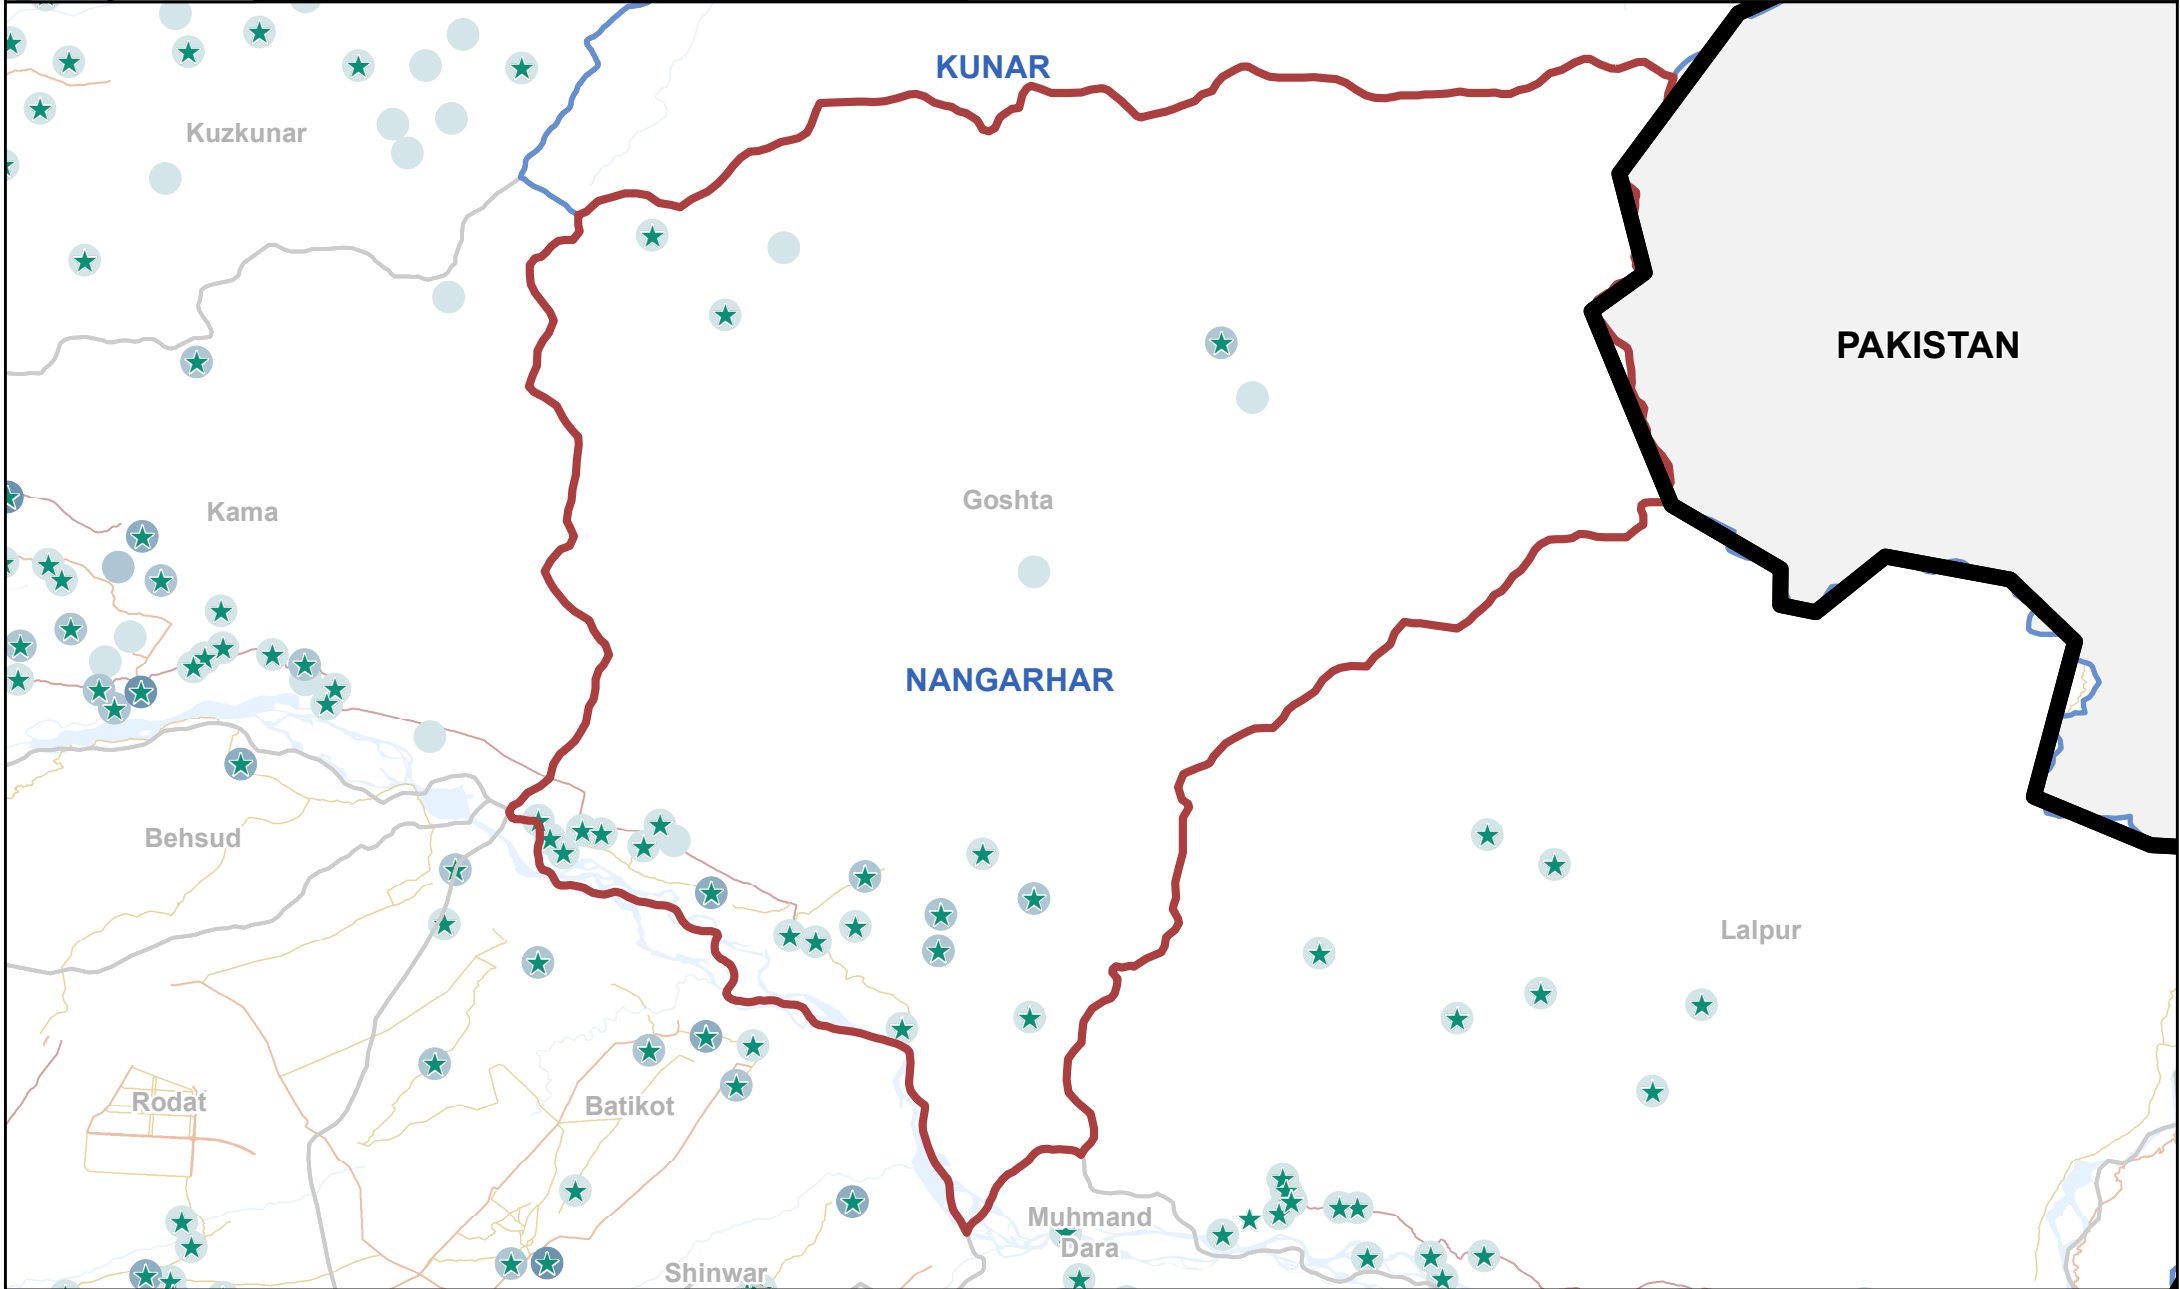 KUNAR
Kuzkunar
PAKISTAN
Goshta
Kama
NANGARHAR
Behsud
Lalpur
Rodat
Batikot
Muhmand
Dara
Shinwar